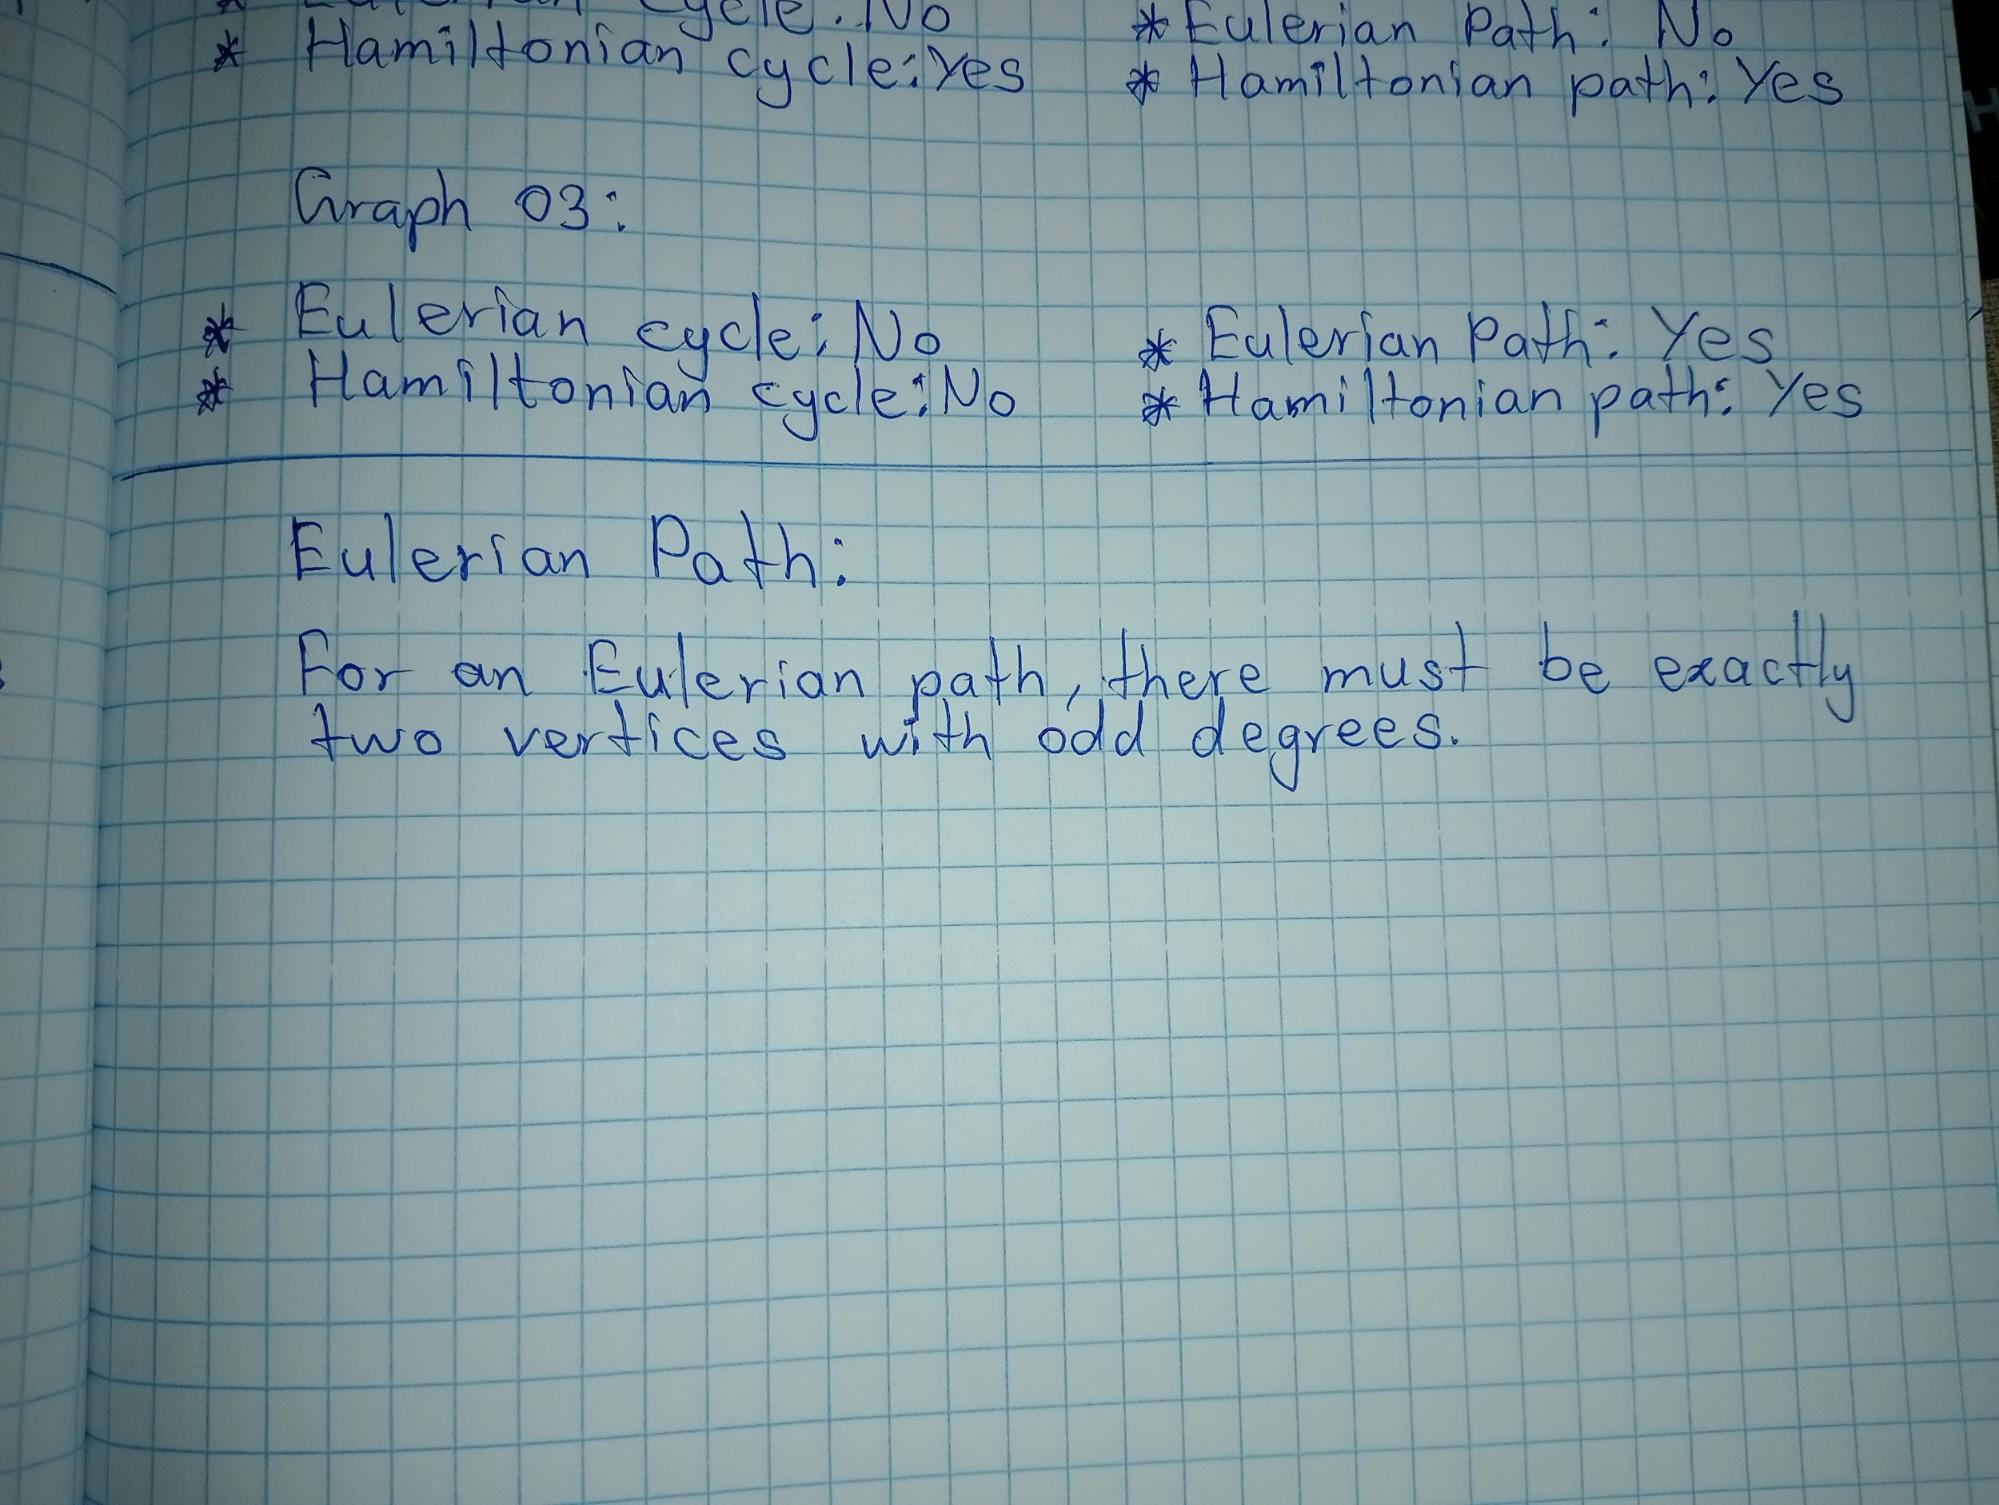 * Eulerian cycle: No * Eulerian Path: No
* Hamiltonian cycle: Yes * Hamiltonian path: Yes
Graph 03:
* Eulerian cycle: No * Eulerian Path: Yes
* Hamiltonian cycle: No * Hamiltonian path: Yes
Eulerian Path:
For an Eulerian path, there must be exactly
two vertices with odd degrees.